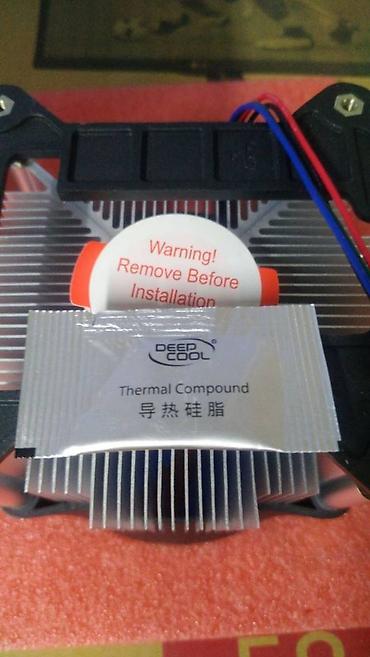 Warning!
Remove Before
Installation
DEEP
COOL®
Thermal Compound
导热硅脂